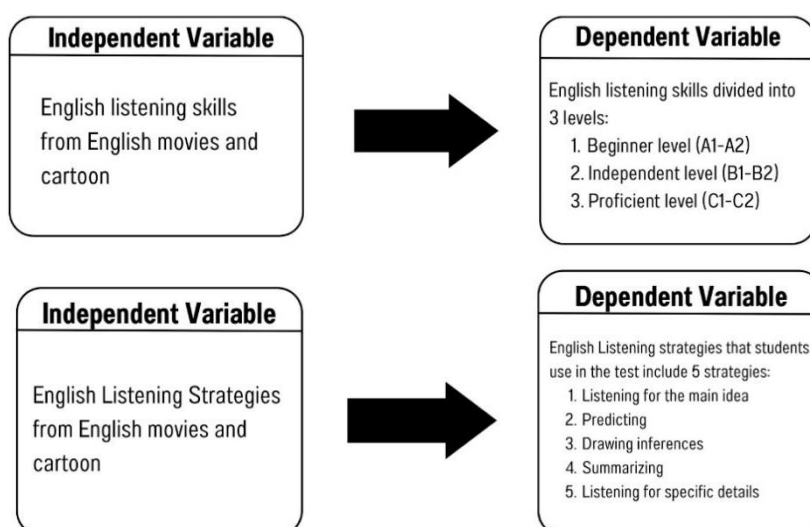 Independent Variable
English listening skills
from English movies and
cartoon
Dependent Variable
English listening skills divided into
3 levels:
1. Beginner level (A1-A2)
2. Independent level (B1-B2)
3. Proficient level (C1-C2)
Independent Variable
English Listening Strategies
from English movies and
cartoon
Dependent Variable
English Listening strategies that students
use in the test include 5 strategies:
1. Listening for the main idea
2. Predicting
3. Drawing inferences
4. Summarizing
5. Listening for specific details